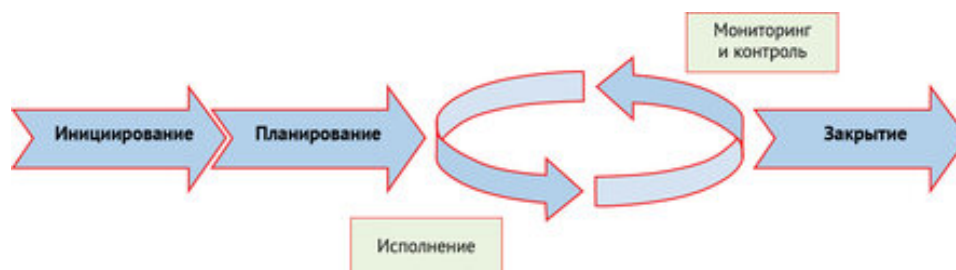 Мониторинг
и контроль
Инициирование
Планирование
Закрытие
Исполнение